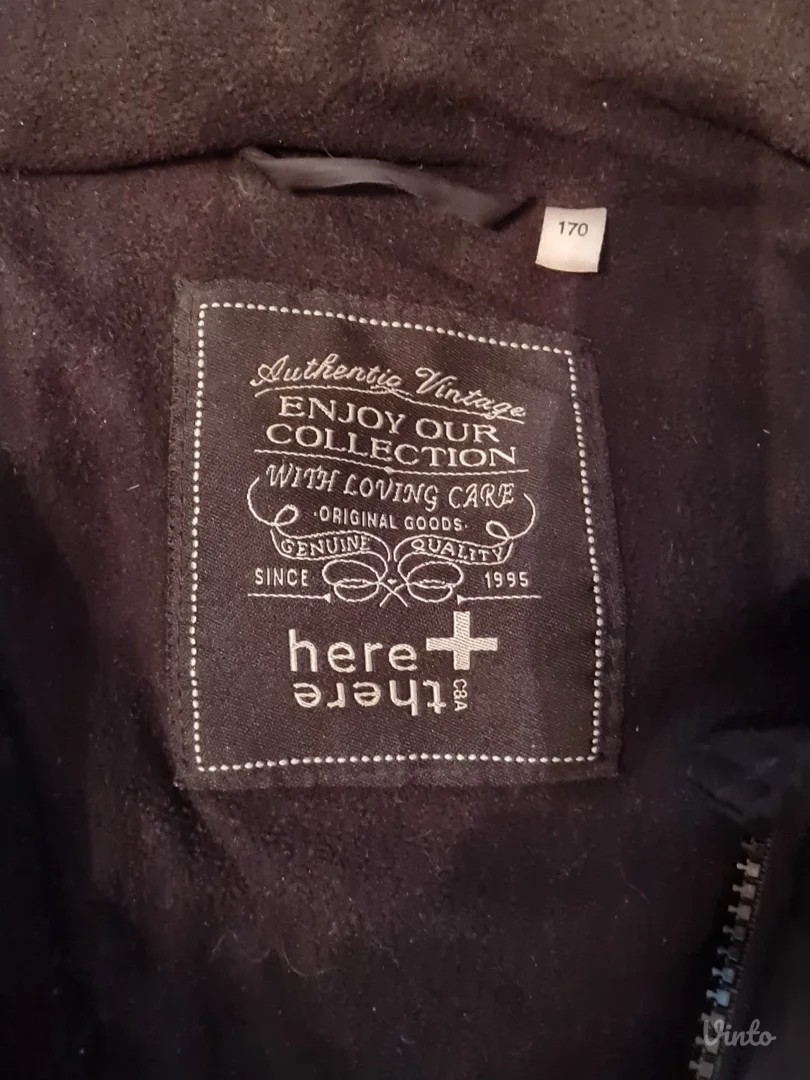 170
Authentic Vintage
ENJOY OUR
COLLECTION
WITH LOVING CARE
·ORIGINAL GOODS·
GENUINE QUALITY
SINCE 1995
here +
there C&A
Vinto